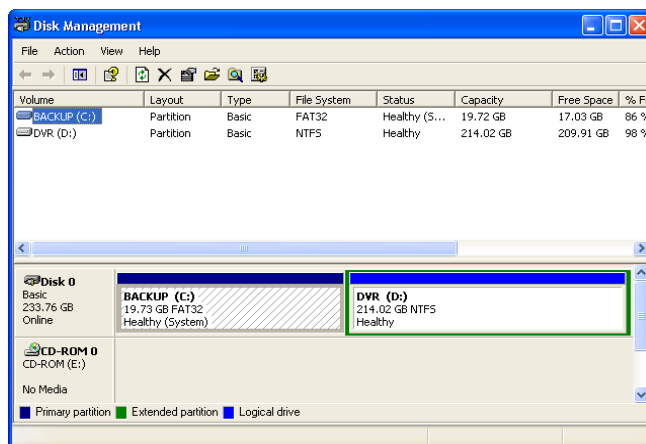 Disk Management
File Action View Help
Volume Layout Type File System Status Capacity Free Space % F
BACKUP (C:) Partition Basic FAT32 Healthy (S... 19.72 GB 17.03 GB 86 %
DVR (D:) Partition Basic NTFS Healthy 214.02 GB 209.91 GB 98 %
Disk 0
Basic
233.76 GB
Online
BACKUP (C:)
19.73 GB FAT32
Healthy (System)
DVR (D:)
214.02 GB NTFS
Healthy
CD-ROM 0
CD-ROM (E:)
No Media
Primary partition Extended partition Logical drive